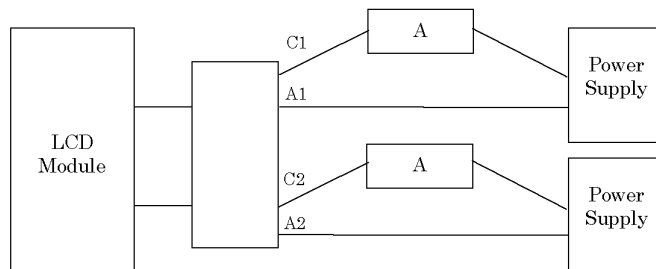 LCD
Module
C1
A
A1
Power
Supply
C2
A
A2
Power
Supply